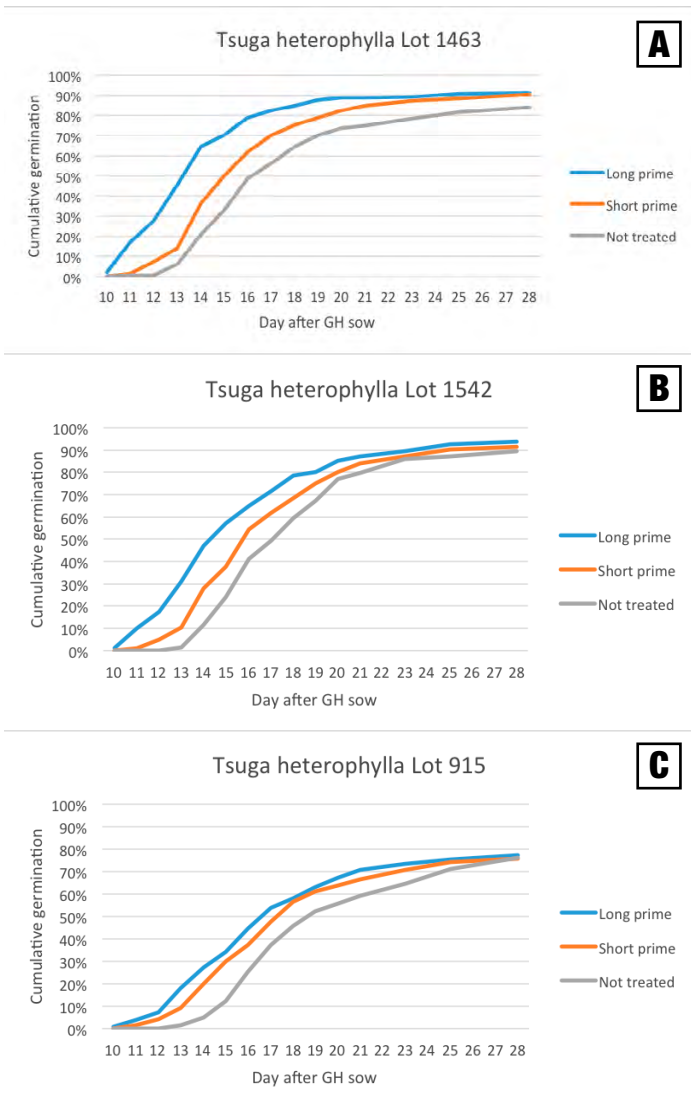 Tsuga heterophylla Lot 1463
A
100%
90%
80%
70%
60%
50%
40%
30%
20%
10%
0%
Cumulative germination
10 11 12 13 14 15 16 17 18 19 20 21 22 23 24 25 26 27 28
Day after GH sow
Long prime
Short prime
Not treated
Tsuga heterophylla Lot 1542
B
100%
90%
80%
70%
60%
50%
40%
30%
20%
10%
0%
Cumulative germination
10 11 12 13 14 15 16 17 18 19 20 21 22 23 24 25 26 27 28
Day after GH sow
Long prime
Short prime
Not treated
Tsuga heterophylla Lot 915
C
100%
90%
80%
70%
60%
50%
40%
30%
20%
10%
0%
Cumulative germination
10 11 12 13 14 15 16 17 18 19 20 21 22 23 24 25 26 27 28
Day after GH sow
Long prime
Short prime
Not treated